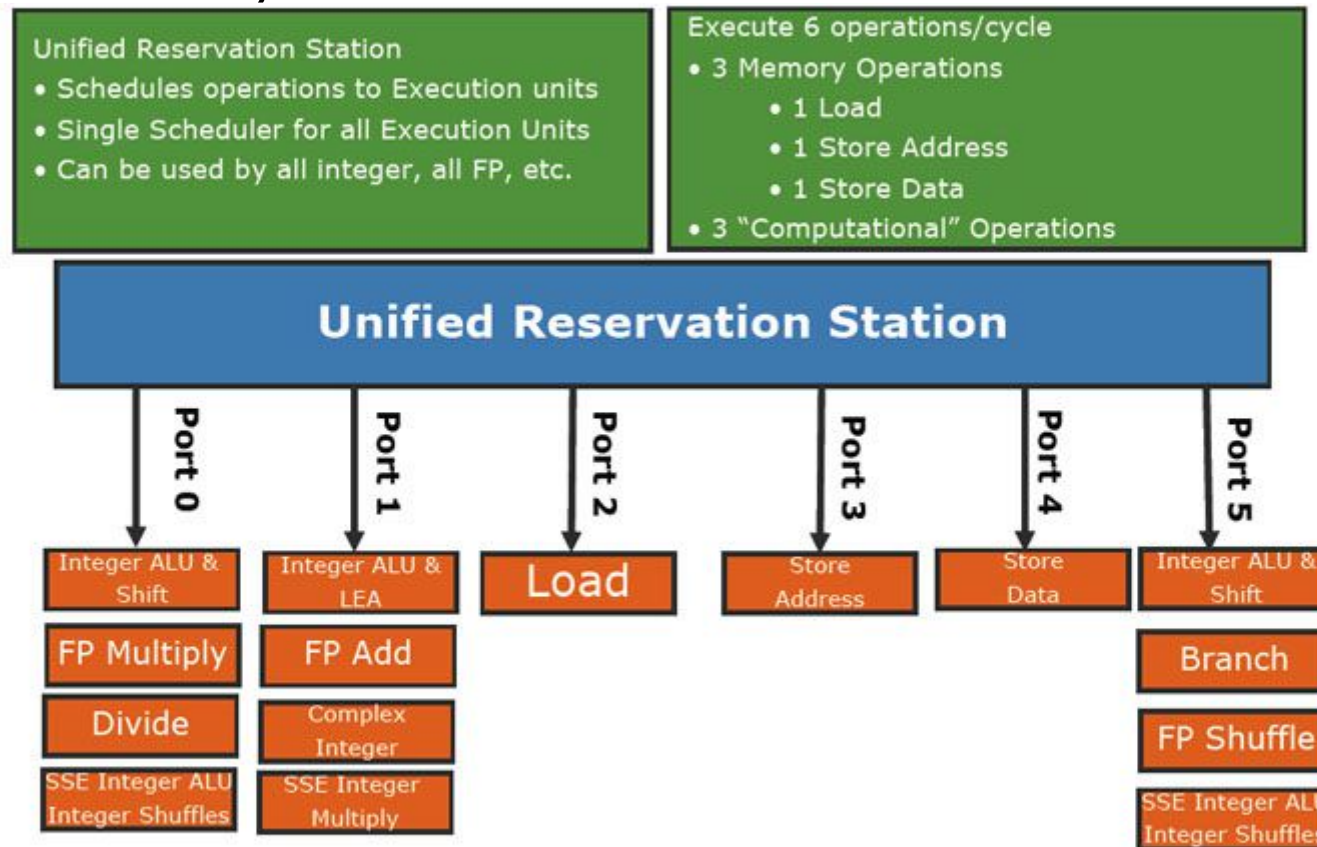 Unified Reservation Station
• Schedules operations to Execution units
• Single Scheduler for all Execution Units
• Can be used by all integer, all FP, etc.
Execute 6 operations/cycle
• 3 Memory Operations
• 1 Load
• 1 Store Address
• 1 Store Data
• 3 “Computational” Operations
Unified Reservation Station
Port 0
Port 1
Port 2
Port 3
Port 4
Port 5
Integer ALU &
Shift
FP Multiply
Divide
SSE Integer ALU
Integer Shuffles
Integer ALU &
LEA
FP Add
Complex
Integer
SSE Integer
Multiply
Load
Store
Address
Store
Data
Integer ALU &
Shift
Branch
FP Shuffle
SSE Integer ALU
Integer Shuffles